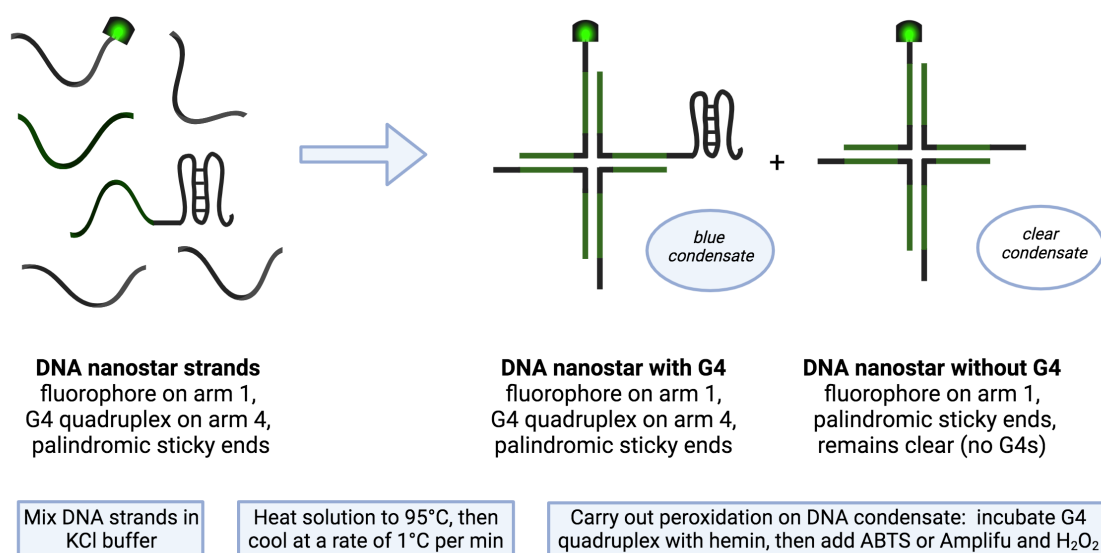 blue
condensate
+
clear
condensate
DNA nanostar strands
fluorophore on arm 1,
G4 quadruplex on arm 4,
palindromic sticky ends
DNA nanostar with G4
fluorophore on arm 1,
G4 quadruplex on arm 4,
palindromic sticky ends
DNA nanostar without G4
fluorophore on arm 1,
palindromic sticky ends,
remains clear (no G4s)
Mix DNA strands in
KCl buffer
Heat solution to 95°C, then
cool at a rate of 1°C per min
Carry out peroxidation on DNA condensate: incubate G4
quadruplex with hemin, then add ABTS or Amplifu and H₂O₂